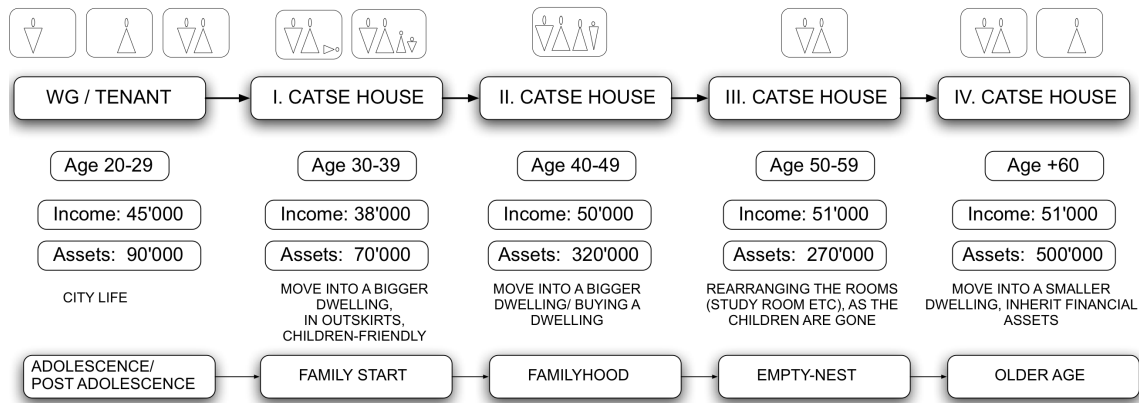 WG / TENANT
I. CATSE HOUSE
II. CATSE HOUSE
III. CATSE HOUSE
IV. CATSE HOUSE
Age 20-29
Age 30-39
Age 40-49
Age 50-59
Age +60
Income: 45'000
Income: 38'000
Income: 50'000
Income: 51'000
Income: 51'000
Assets: 90'000
Assets: 70'000
Assets: 320'000
Assets: 270'000
Assets: 500'000
CITY LIFE
MOVE INTO A BIGGER
DWELLING,
IN OUTSKIRTS,
CHILDREN-FRIENDLY
MOVE INTO A BIGGER
DWELLING/ BUYING A
DWELLING
REARRANGING THE ROOMS
(STUDY ROOM ETC), AS THE
CHILDREN ARE GONE
MOVE INTO A SMALLER
DWELLING, INHERIT FINANCIAL
ASSETS
ADOLESCENCE/
POST ADOLESCENCE
FAMILY START
FAMILYHOOD
EMPTY-NEST
OLDER AGE